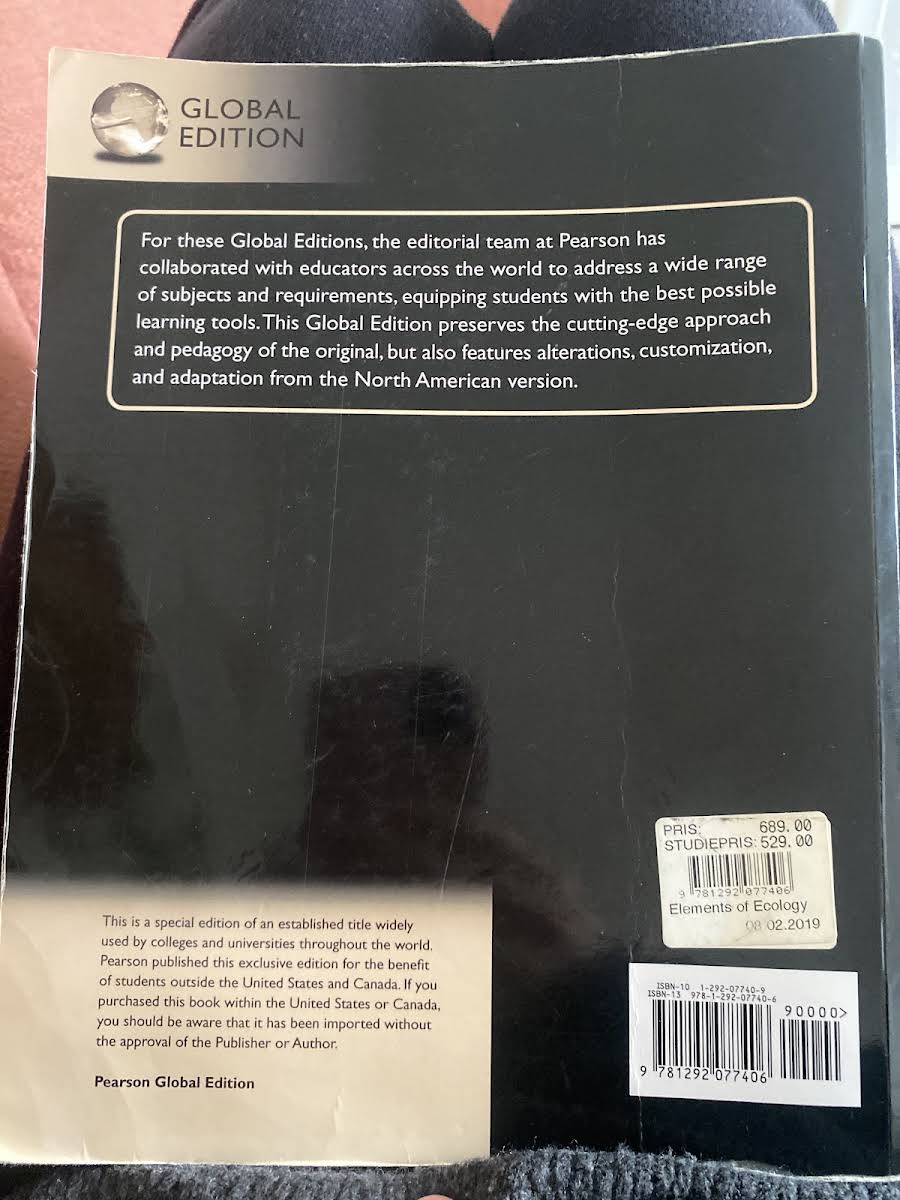 GLOBAL
EDITION
For these Global Editions, the editorial team at Pearson has
collaborated with educators across the world to address a wide range
of subjects and requirements, equipping students with the best possible
learning tools. This Global Edition preserves the cutting-edge approach
and pedagogy of the original, but also features alterations, customization,
and adaptation from the North American version.
PRIS: 689.00
STUDIEPRIS: 529.00
9 781292 077406
Elements of Ecology
08 02.2019
This is a special edition of an established title widely
used by colleges and universities throughout the world.
Pearson published this exclusive edition for the benefit
of students outside the United States and Canada. If you
purchased this book within the United States or Canada,
you should be aware that it has been imported without
the approval of the Publisher or Author.
Pearson Global Edition
ISBN-10 1-292-07740-9
ISBN-13 978-1-292-07740-6
90000>
9 781292 077406